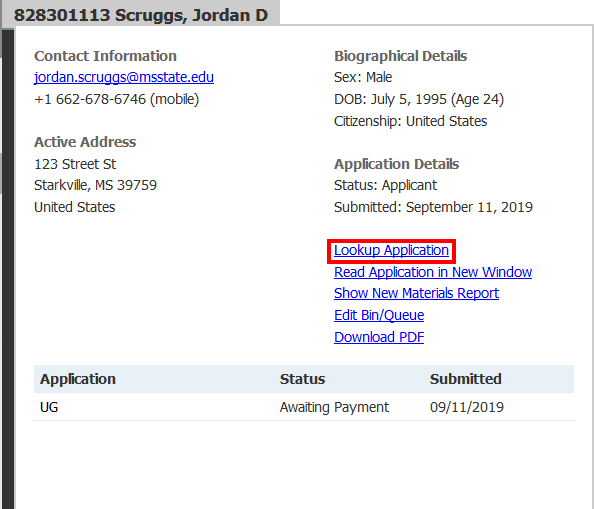 828301113 Scruggs, Jordan D
Contact Information
jordan.scruggs@msstate.edu
+1 662-678-6746 (mobile)
Active Address
123 Street St
Starkville, MS 39759
United States
Biographical Details
Sex: Male
DOB: July 5, 1995 (Age 24)
Citizenship: United States
Application Details
Status: Applicant
Submitted: September 11, 2019
Lookup Application
Read Application in New Window
Show New Materials Report
Edit Bin/Queue
Download PDF
Application Status Submitted
UG Awaiting Payment 09/11/2019